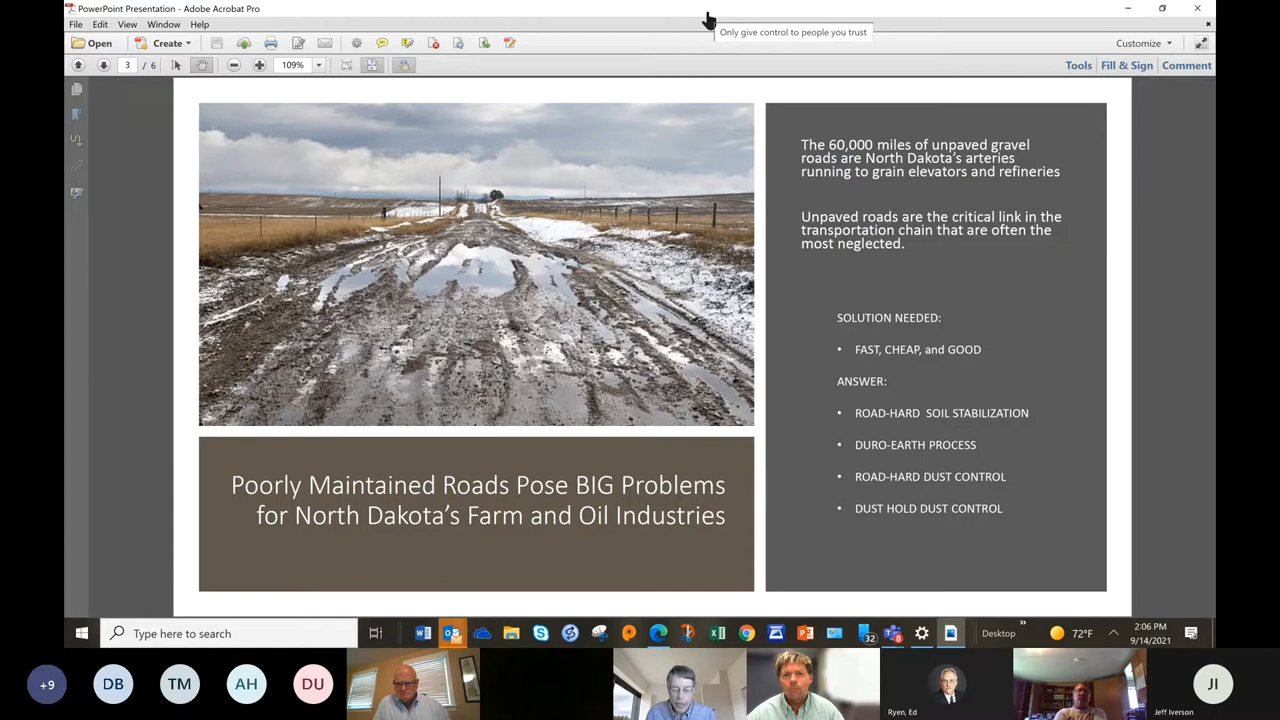 PowerPoint Presentation - Adobe Acrobat Pro
Only give control to people you trust
File Edit View Window Help
Open Create Customize
3 / 6 109% Tools Fill & Sign Comment
The 60,000 miles of unpaved gravel
roads are North Dakota's arteries
running to grain elevators and refineries
Unpaved roads are the critical link in the
transportation chain that are often the
most neglected.
SOLUTION NEEDED:
• FAST, CHEAP, and GOOD
ANSWER:
• ROAD-HARD SOIL STABILIZATION
• DURO-EARTH PROCESS
• ROAD-HARD DUST CONTROL
• DUST HOLD DUST CONTROL
Poorly Maintained Roads Pose BIG Problems
for North Dakota's Farm and Oil Industries
Type here to search
32
Desktop
72°F
2:06 PM
9/14/2021
+9 DB TM AH DU JI
Ryen, Ed
Jeff Iverson